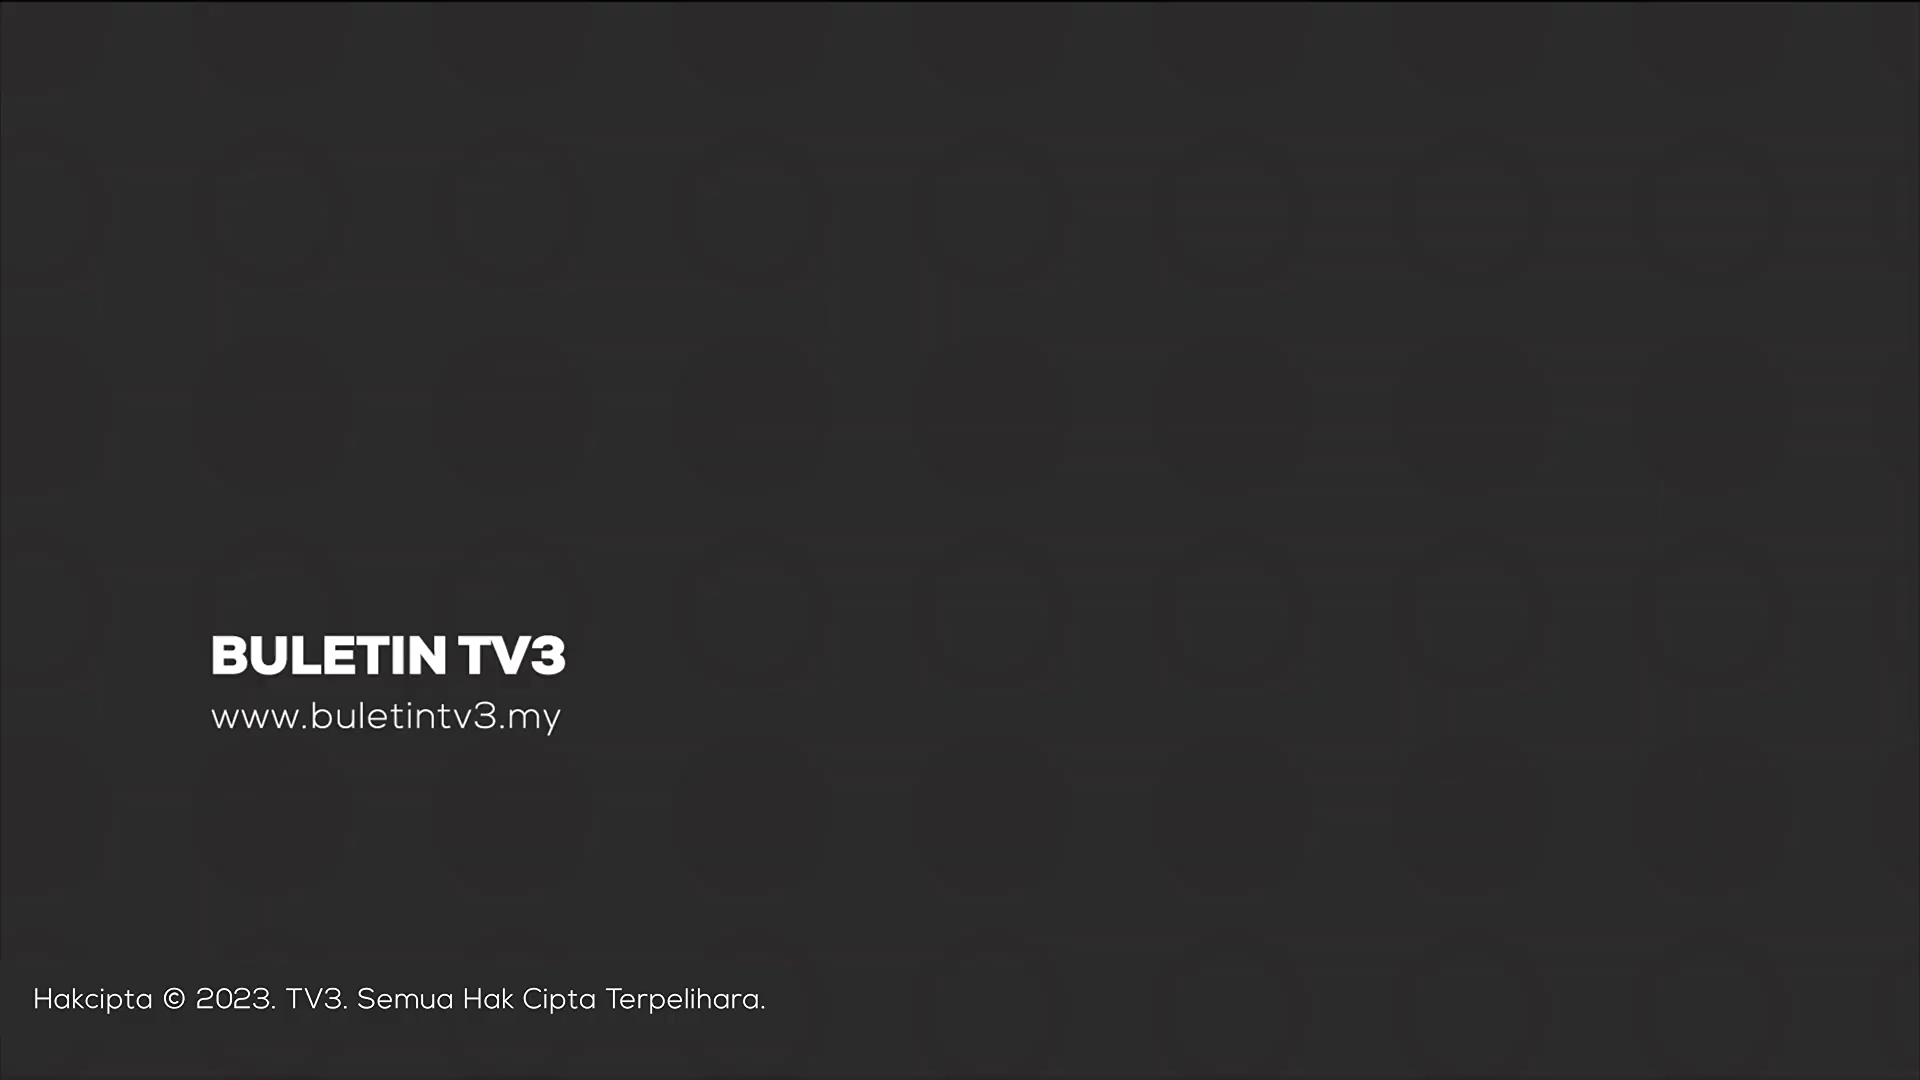 BULETIN TV3
www.buletintv3.my
Hakcipta © 2023. TV3. Semua Hak Cipta Terpelihara.